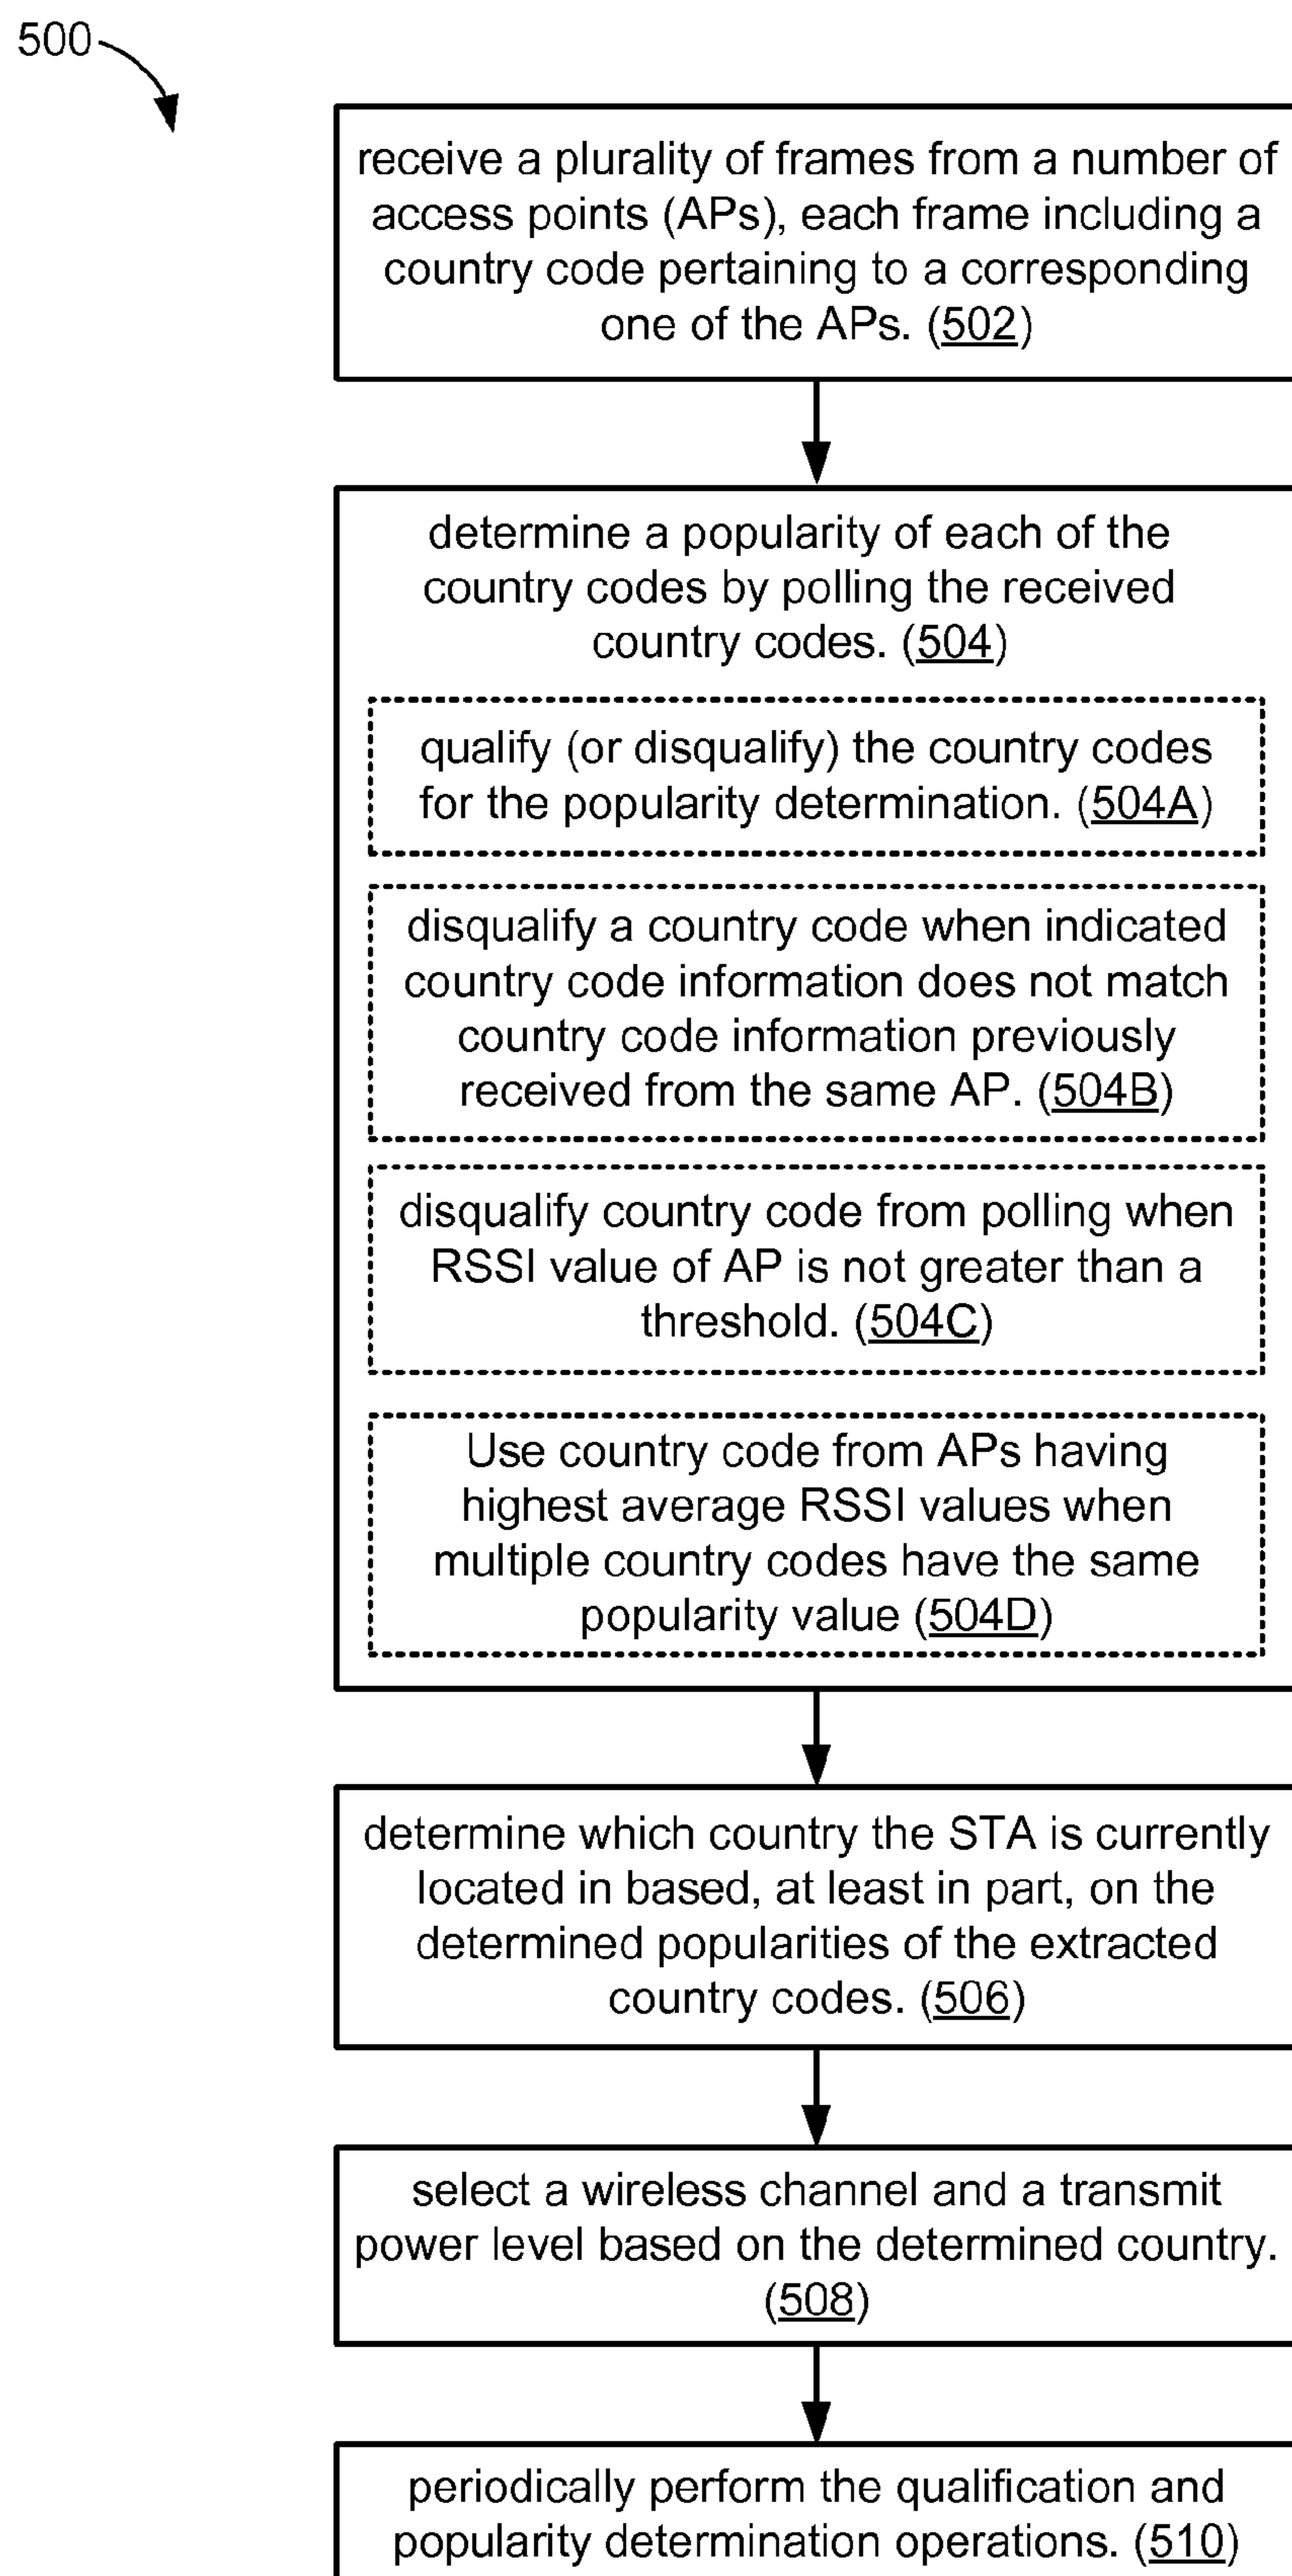 500
receive a plurality of frames from a number of
access points (APs), each frame including a
country code pertaining to a corresponding
one of the APs. (502)
determine a popularity of each of the
country codes by polling the received
country codes. (504)
qualify (or disqualify) the country codes
for the popularity determination. (504A)
disqualify a country code when indicated
country code information does not match
country code information previously
received from the same AP. (504B)
disqualify country code from polling when
RSSI value of AP is not greater than a
threshold. (504C)
Use country code from APs having
highest average RSSI values when
multiple country codes have the same
popularity value (504D)
determine which country the STA is currently
located in based, at least in part, on the
determined popularities of the extracted
country codes. (506)
select a wireless channel and a transmit
power level based on the determined country.
(508)
periodically perform the qualification and
popularity determination operations. (510)